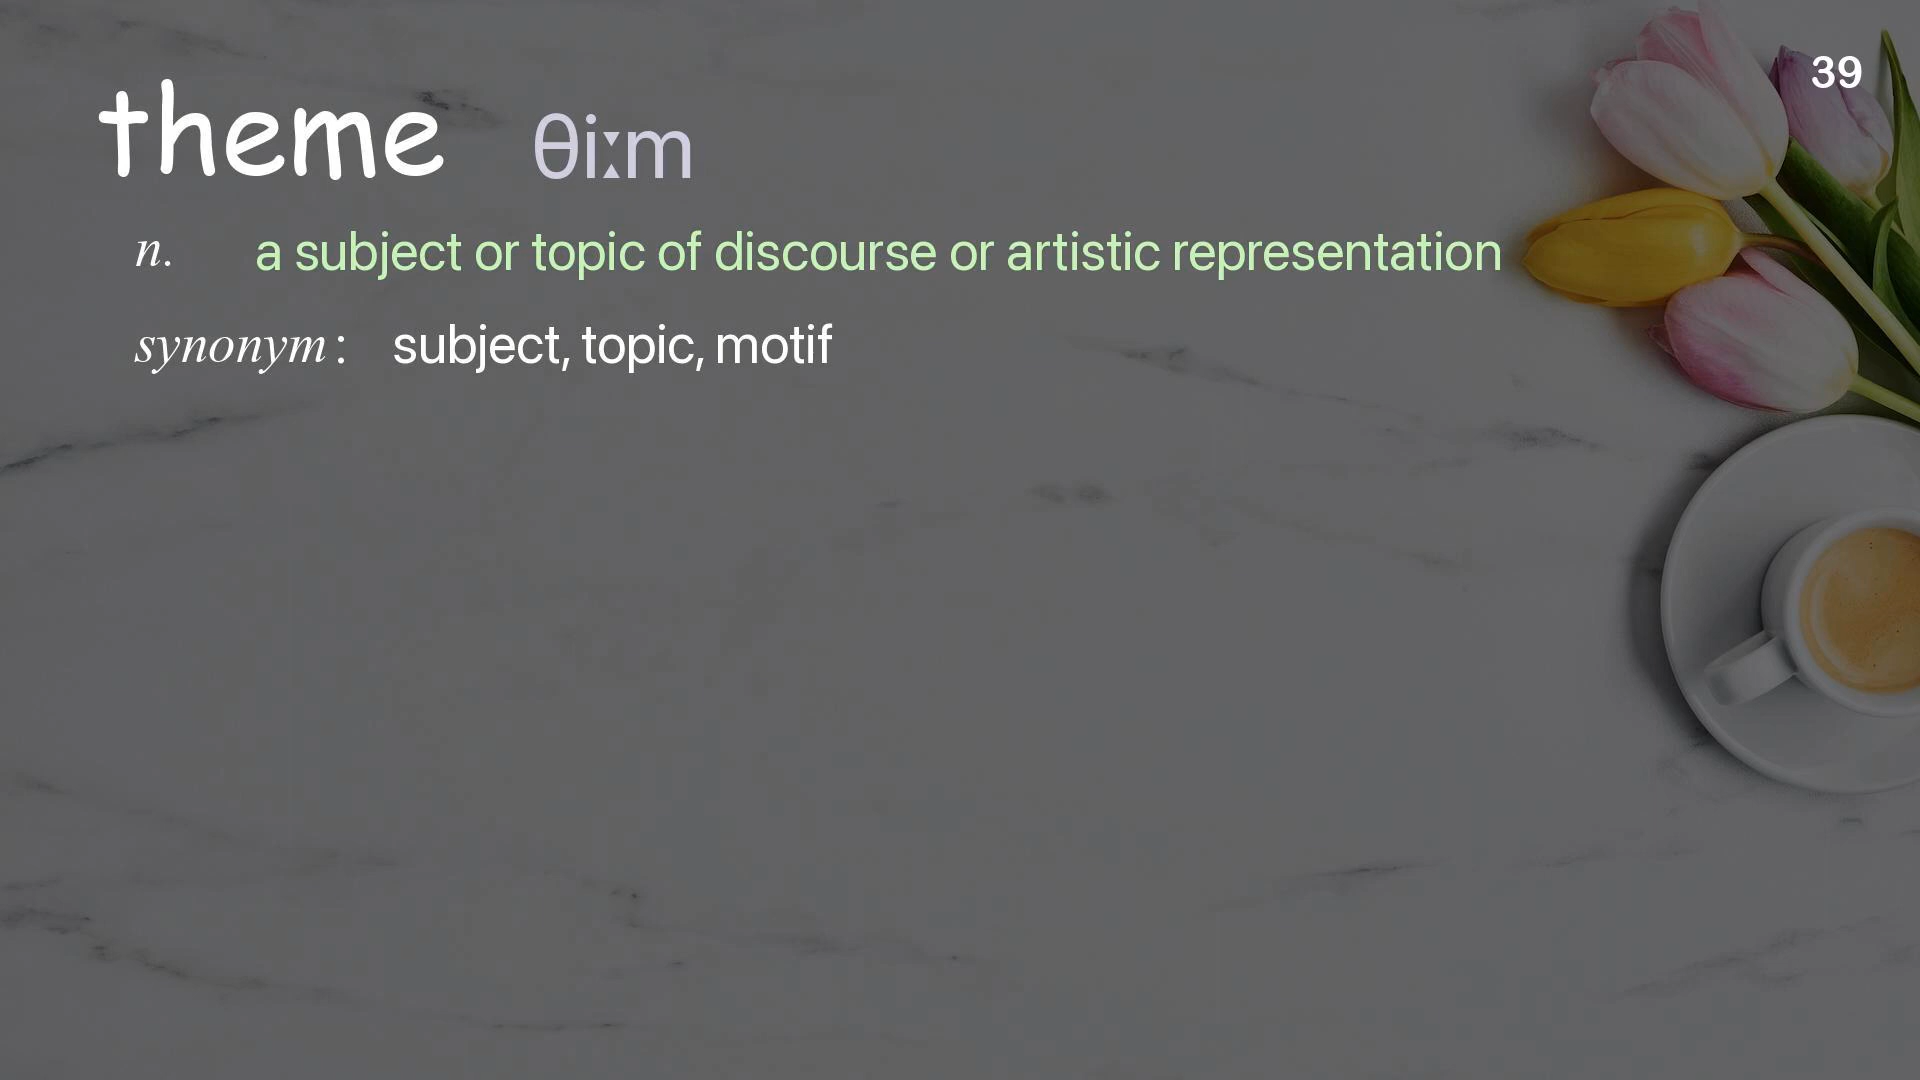 39
theme θiːm
n. a subject or topic of discourse or artistic representation
synonym: subject, topic, motif